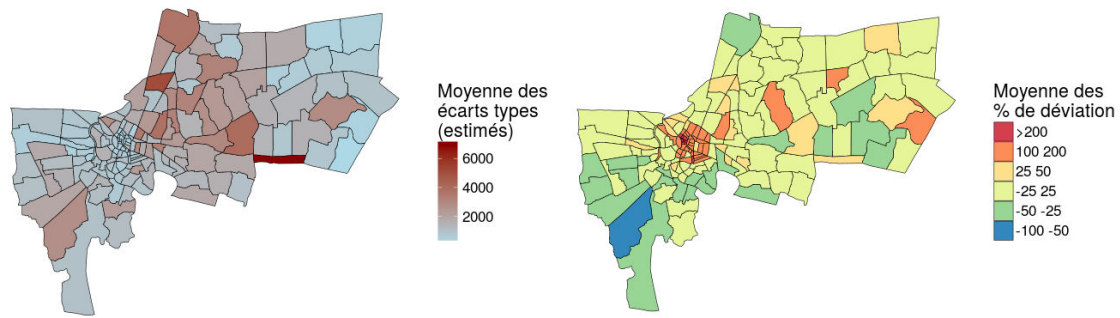 Moyenne des
écarts types
(estimés)
6000
4000
2000
Moyenne des
% de déviation
>200
100 200
25 50
-25 25
-50 -25
-100 -50